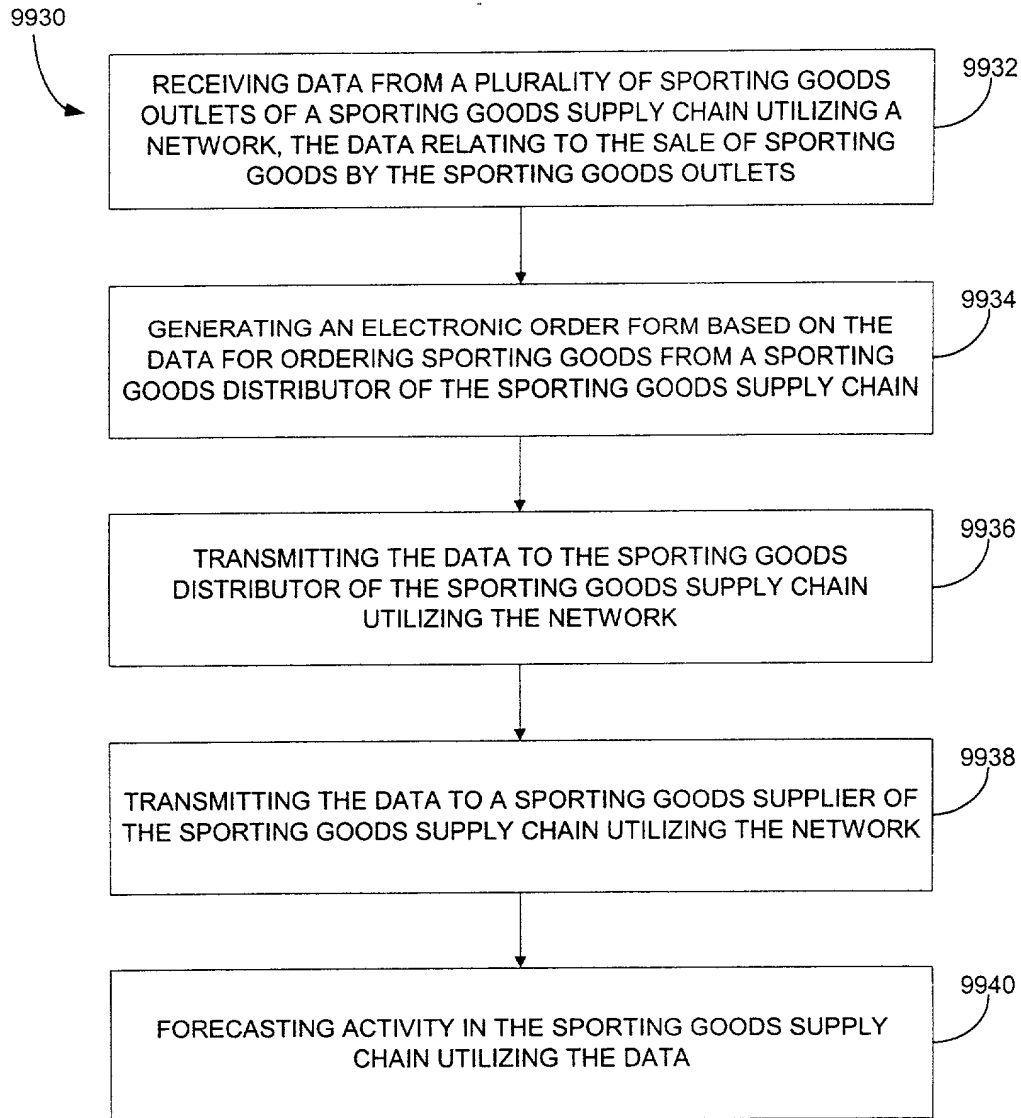 9930
RECEIVING DATA FROM A PLURALITY OF SPORTING GOODS
OUTLETS OF A SPORTING GOODS SUPPLY CHAIN UTILIZING A
NETWORK, THE DATA RELATING TO THE SALE OF SPORTING
GOODS BY THE SPORTING GOODS OUTLETS
9932
GENERATING AN ELECTRONIC ORDER FORM BASED ON THE
DATA FOR ORDERING SPORTING GOODS FROM A SPORTING
GOODS DISTRIBUTOR OF THE SPORTING GOODS SUPPLY CHAIN
9934
TRANSMITTING THE DATA TO THE SPORTING GOODS
DISTRIBUTOR OF THE SPORTING GOODS SUPPLY CHAIN
UTILIZING THE NETWORK
9936
TRANSMITTING THE DATA TO A SPORTING GOODS SUPPLIER OF
THE SPORTING GOODS SUPPLY CHAIN UTILIZING THE NETWORK
9938
FORECASTING ACTIVITY IN THE SPORTING GOODS SUPPLY
CHAIN UTILIZING THE DATA
9940